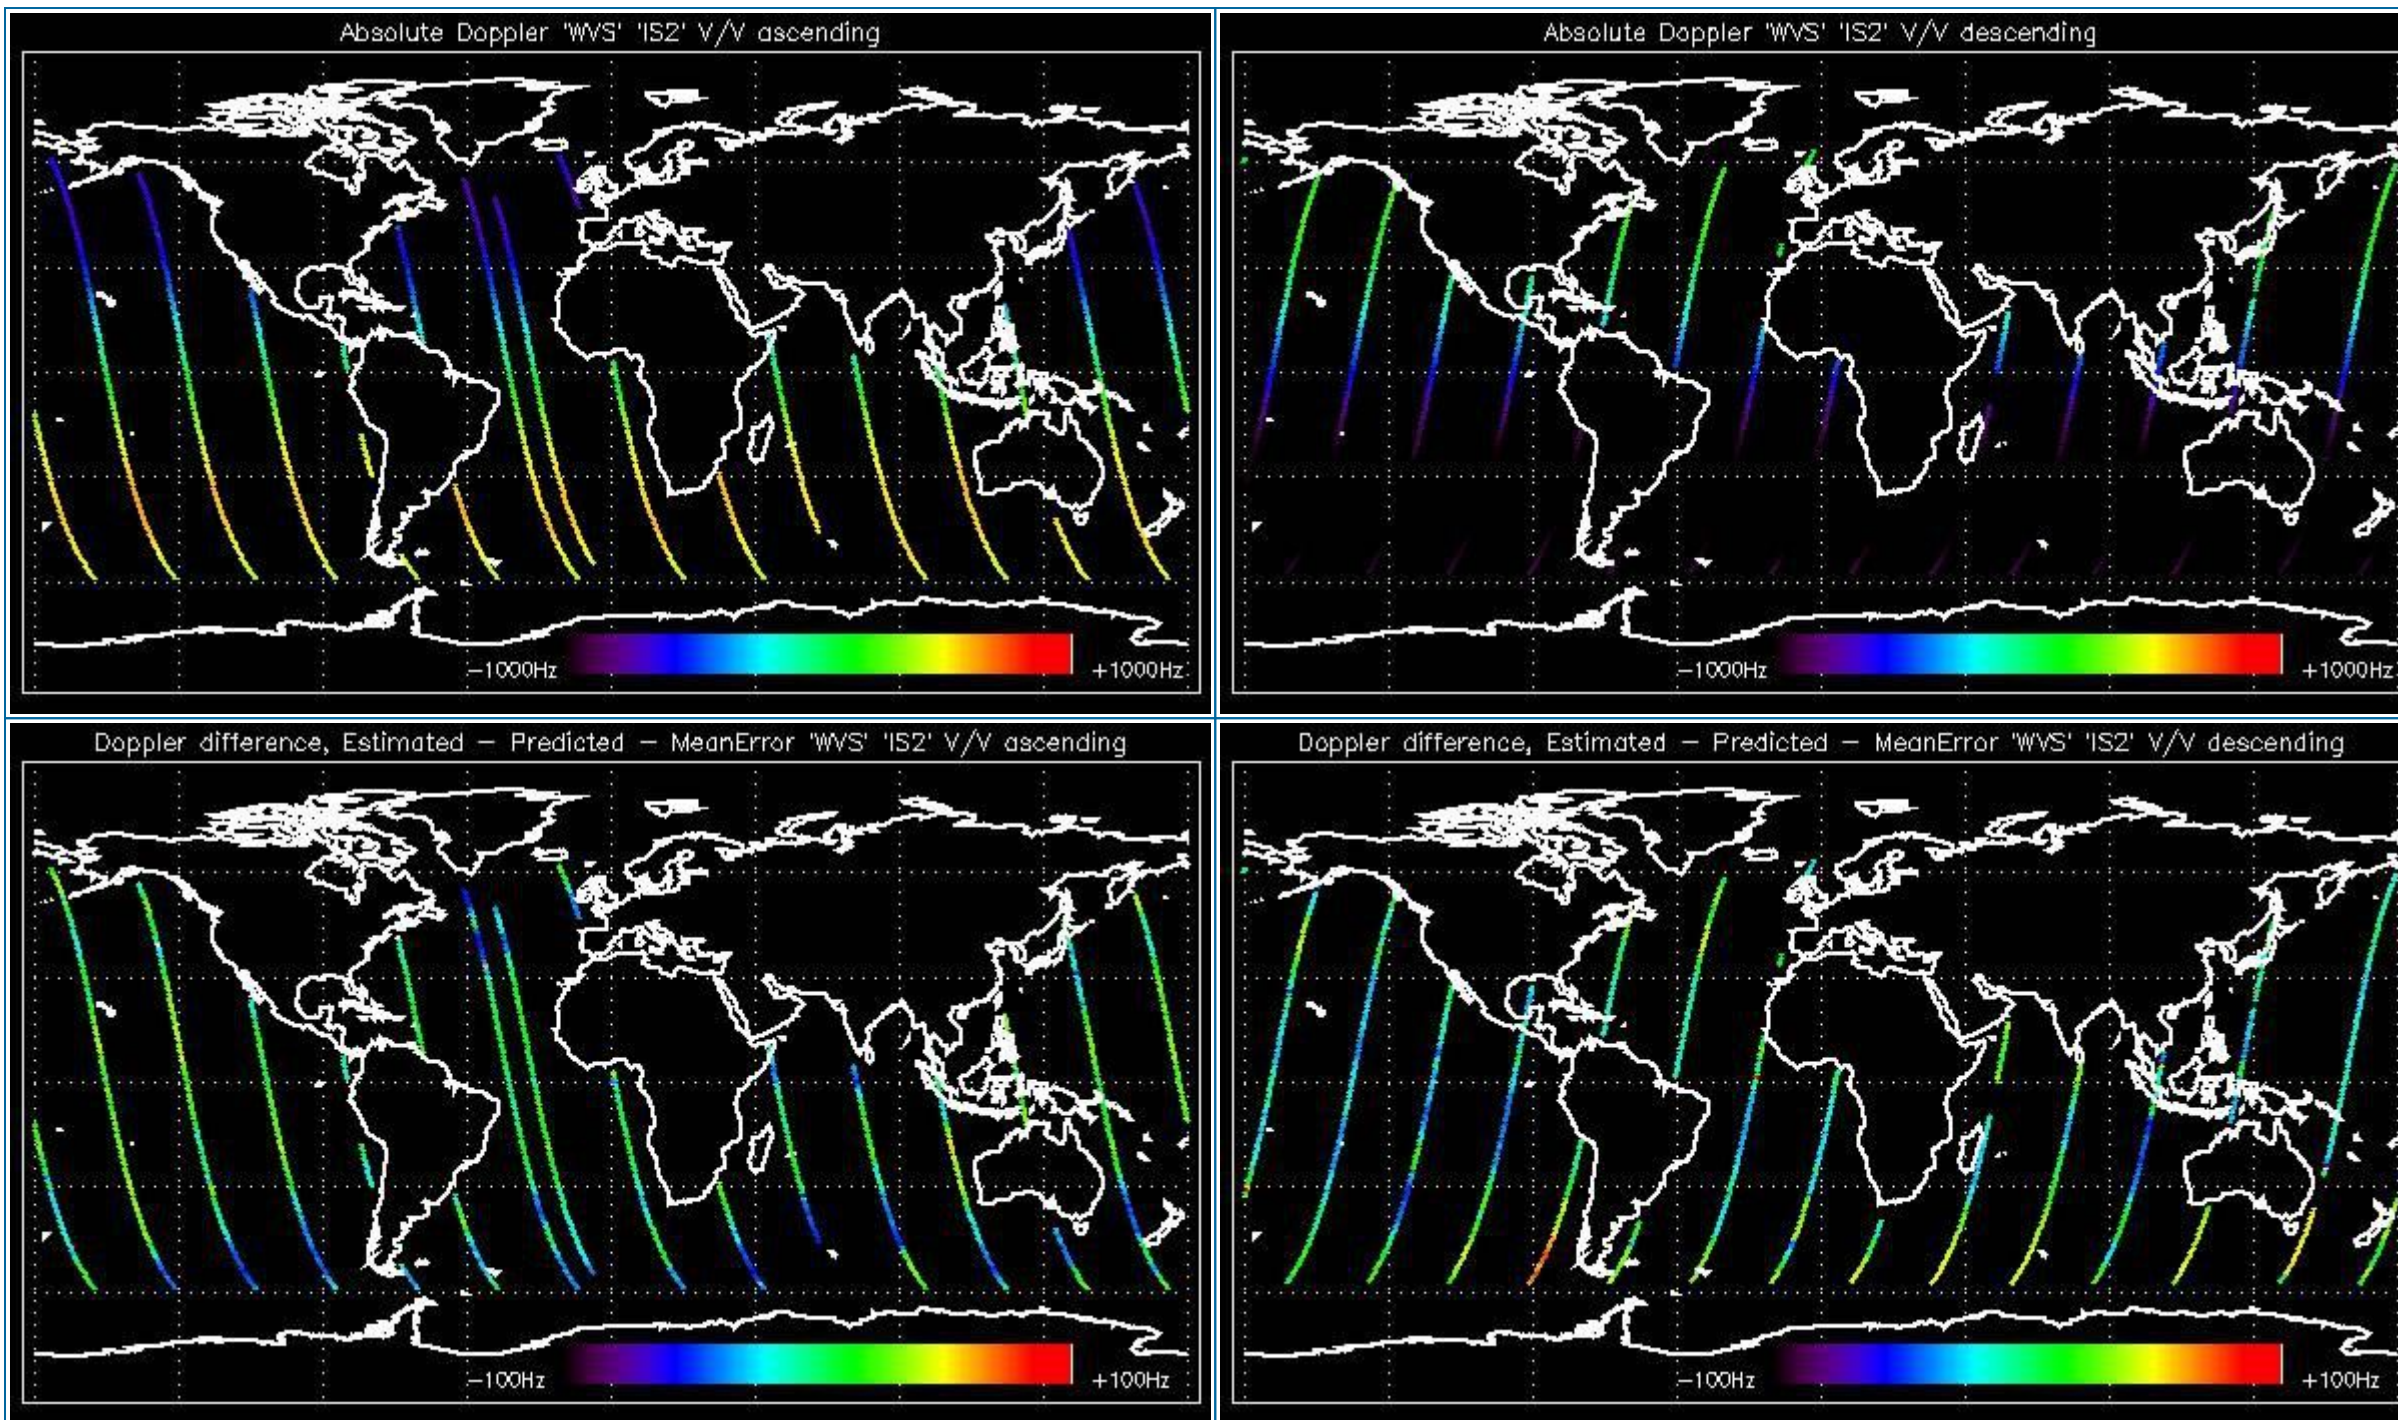 Absolute Doppler 'WVS' 'IS2' V/V ascending
-1000Hz
+1000Hz
Absolute Doppler 'WVS' 'IS2' V/V descending
-1000Hz
+1000Hz
Doppler difference, Estimated - Predicted - MeanError 'WVS' 'IS2' V/V ascending
-100Hz
+100Hz
Doppler difference, Estimated - Predicted - MeanError 'WVS' 'IS2' V/V descending
-100Hz
+100Hz